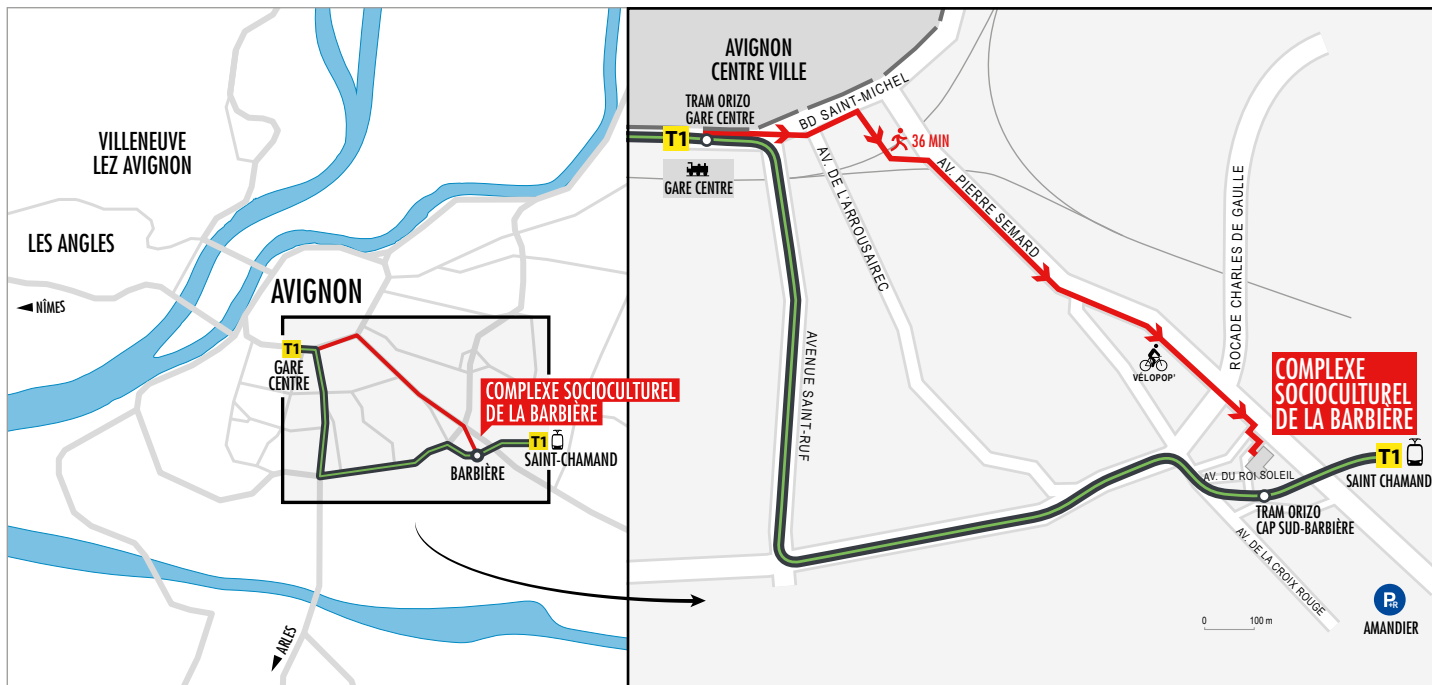 VILLENEUVE
LEZ AVIGNON
LES ANGLES
NÎMES
AVIGNON
T1
GARE
CENTRE
COMPLEXE SOCIOCULTUREL
DE LA BARBIÈRE
T1
SAINT-CHAMAND
BARBIÈRE
ARLES
AVIGNON
CENTRE VILLE
TRAM ORIZO
GARE CENTRE
BD SAINT-MICHEL
T1
36 MIN
GARE CENTRE
AV. DE L'ARROUSAIREC
AV. PIERRE SEMARD
ROCADE CHARLES DE GAULLE
AVENUE SAINT-RUF
VÉLOPOP'
COMPLEXE
SOCIOCULTUREL
DE LA BARBIÈRE
T1
SAINT CHAMAND
AV. DU ROI SOLEIL
TRAM ORIZO
CAP SUD-BARBIÈRE
AV. DE LA CROIX ROUGE
0 100 m
P+R
AMANDIER